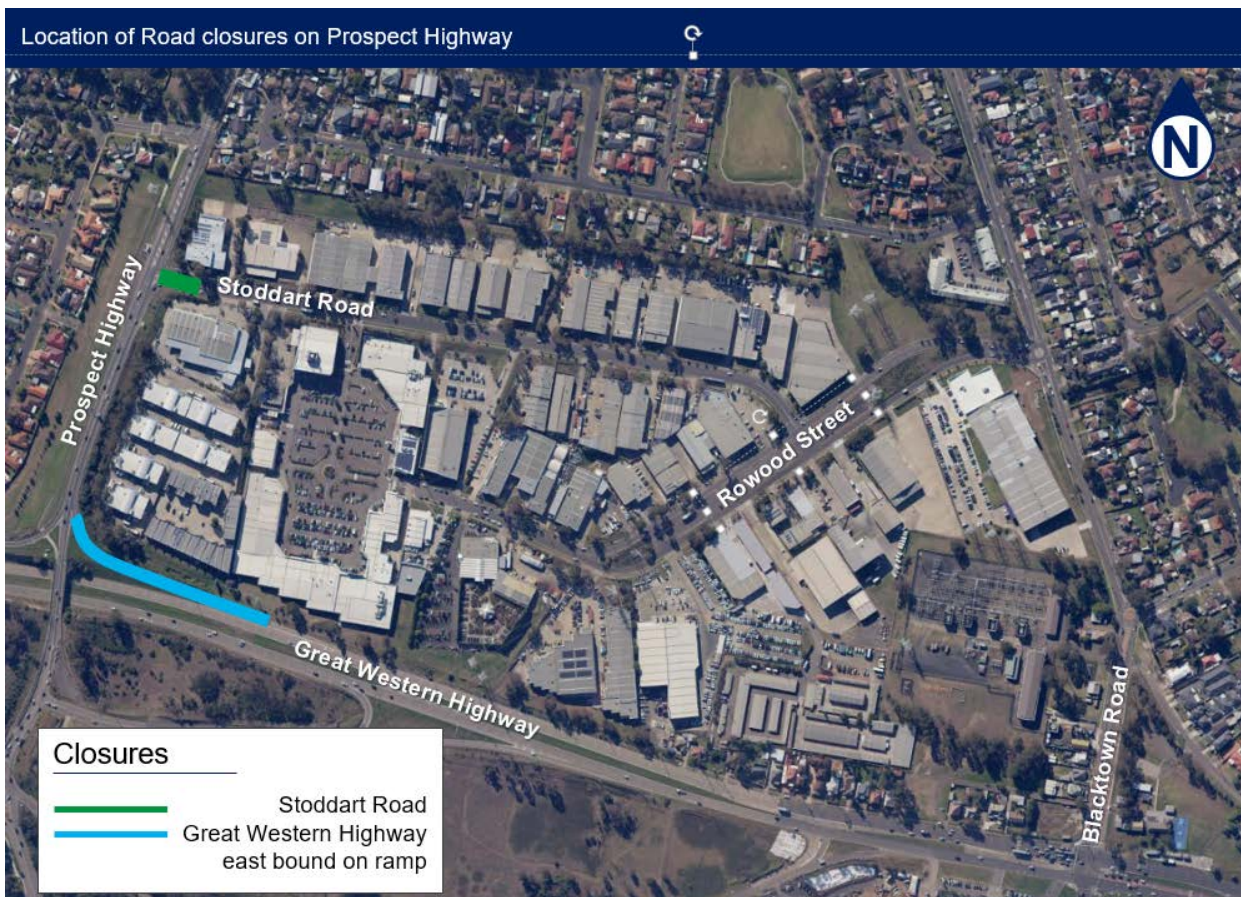 Location of Road closures on Prospect Highway
N
Stoddart Road
Prospect Highway
Rowood Street
Great Western Highway
Blacktown Road
Closures
Stoddart Road
Great Western Highway
east bound on ramp